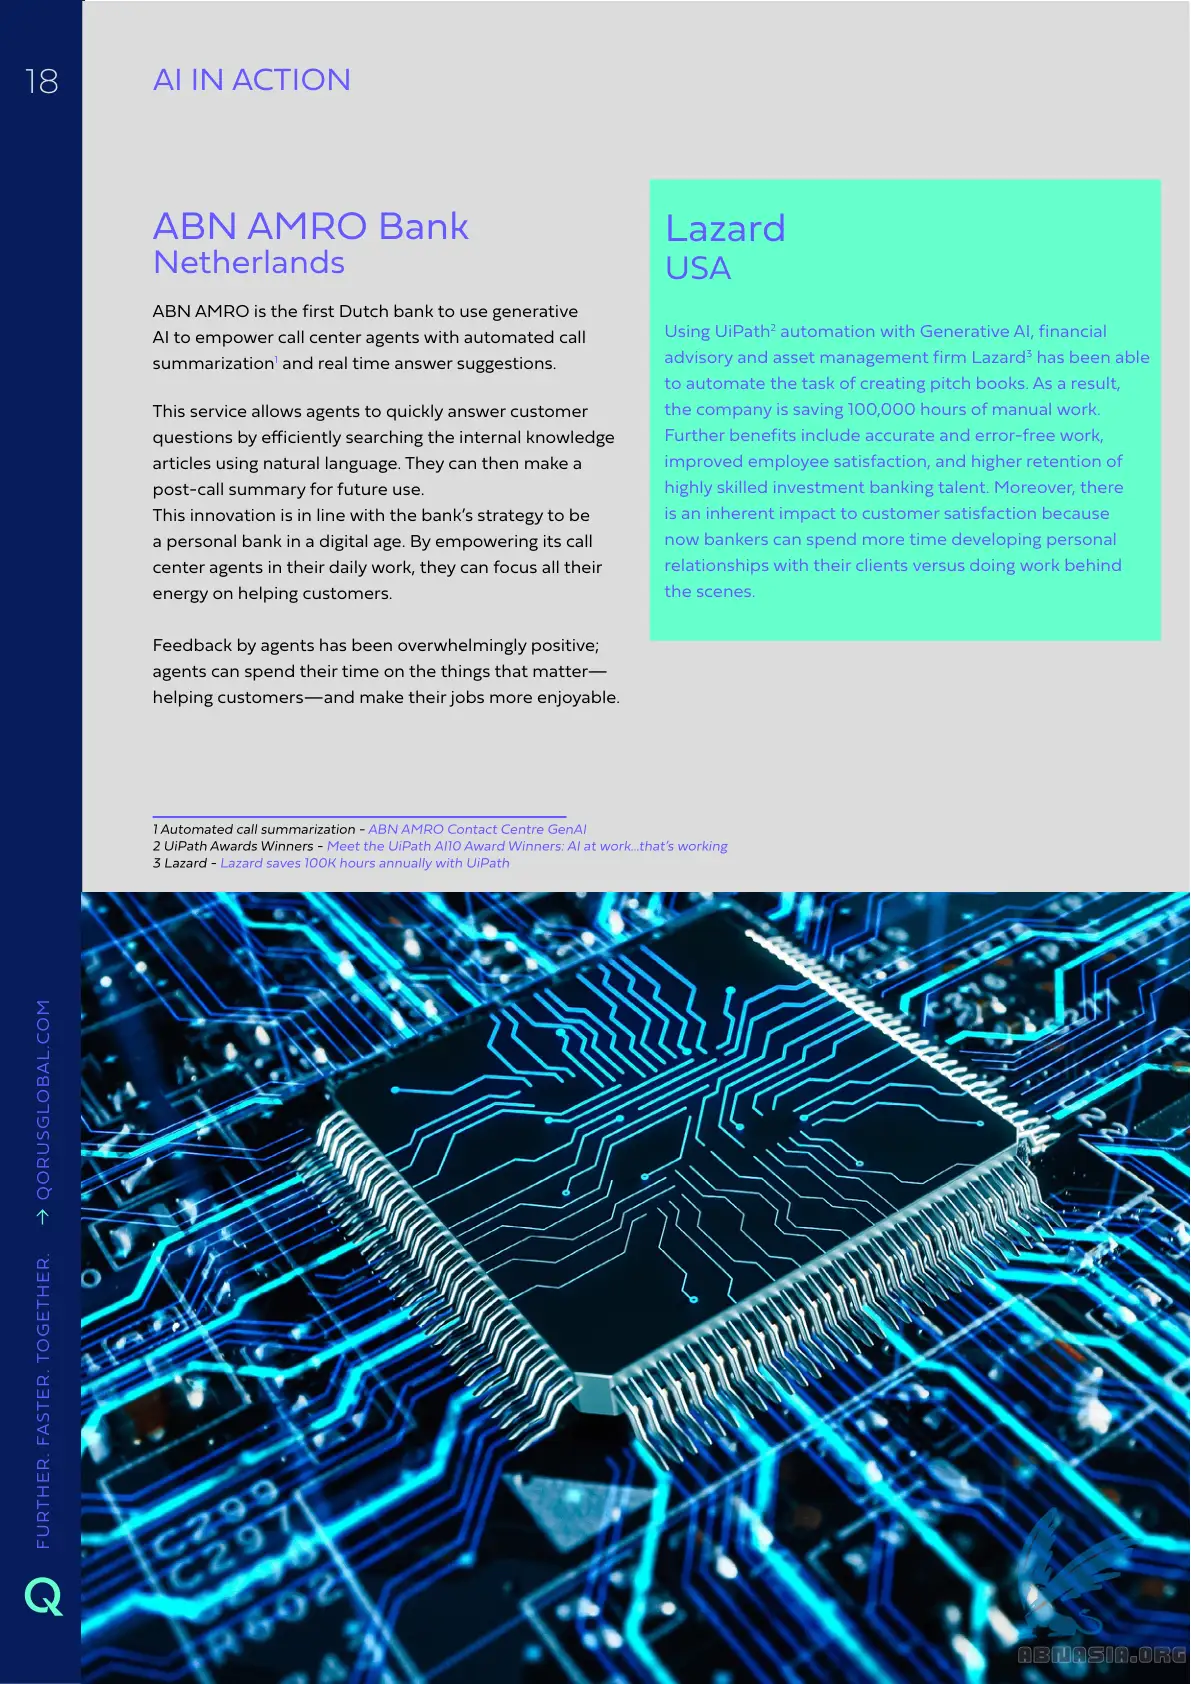 18
AI IN ACTION
ABN AMRO Bank
Netherlands
ABN AMRO is the first Dutch bank to use generative
AI to empower call center agents with automated call
summarization1 and real time answer suggestions.
This service allows agents to quickly answer customer
questions by efficiently searching the internal knowledge
articles using natural language. They can then make a
post-call summary for future use.
This innovation is in line with the bank's strategy to be
a personal bank in a digital age. By empowering its call
center agents in their daily work, they can focus all their
energy on helping customers.
Feedback by agents has been overwhelmingly positive;
agents can spend their time on the things that matter—
helping customers—and make their jobs more enjoyable.
Lazard
USA
Using UiPath2 automation with Generative AI, financial
advisory and asset management firm Lazard3 has been able
to automate the task of creating pitch books. As a result,
the company is saving 100,000 hours of manual work.
Further benefits include accurate and error-free work,
improved employee satisfaction, and higher retention of
highly skilled investment banking talent. Moreover, there
is an inherent impact to customer satisfaction because
now bankers can spend more time developing personal
relationships with their clients versus doing work behind
the scenes.
1 Automated call summarization - ABN AMRO Contact Centre GenAI
2 UiPath Awards Winners - Meet the UiPath AI10 Award Winners: AI at work...that's working
3 Lazard - Lazard saves 100K hours annually with UiPath
FURTHER. FASTER. TOGETHER. → QORUSGLOBAL.COM
Q
C299
C297
R602
ABNASIA.ORG